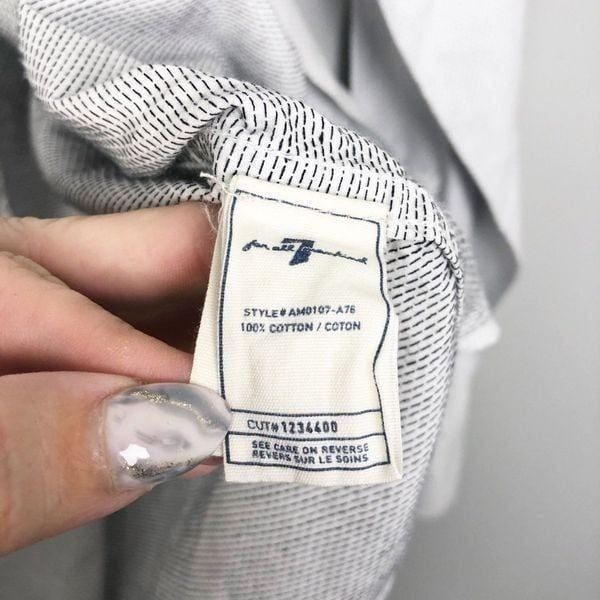 for all 7 mankind
STYLE# AM0107-A76
100% COTTON / COTON
CUT# 1234400
SEE CARE ON REVERSE
REVERS SUR LE SOINS